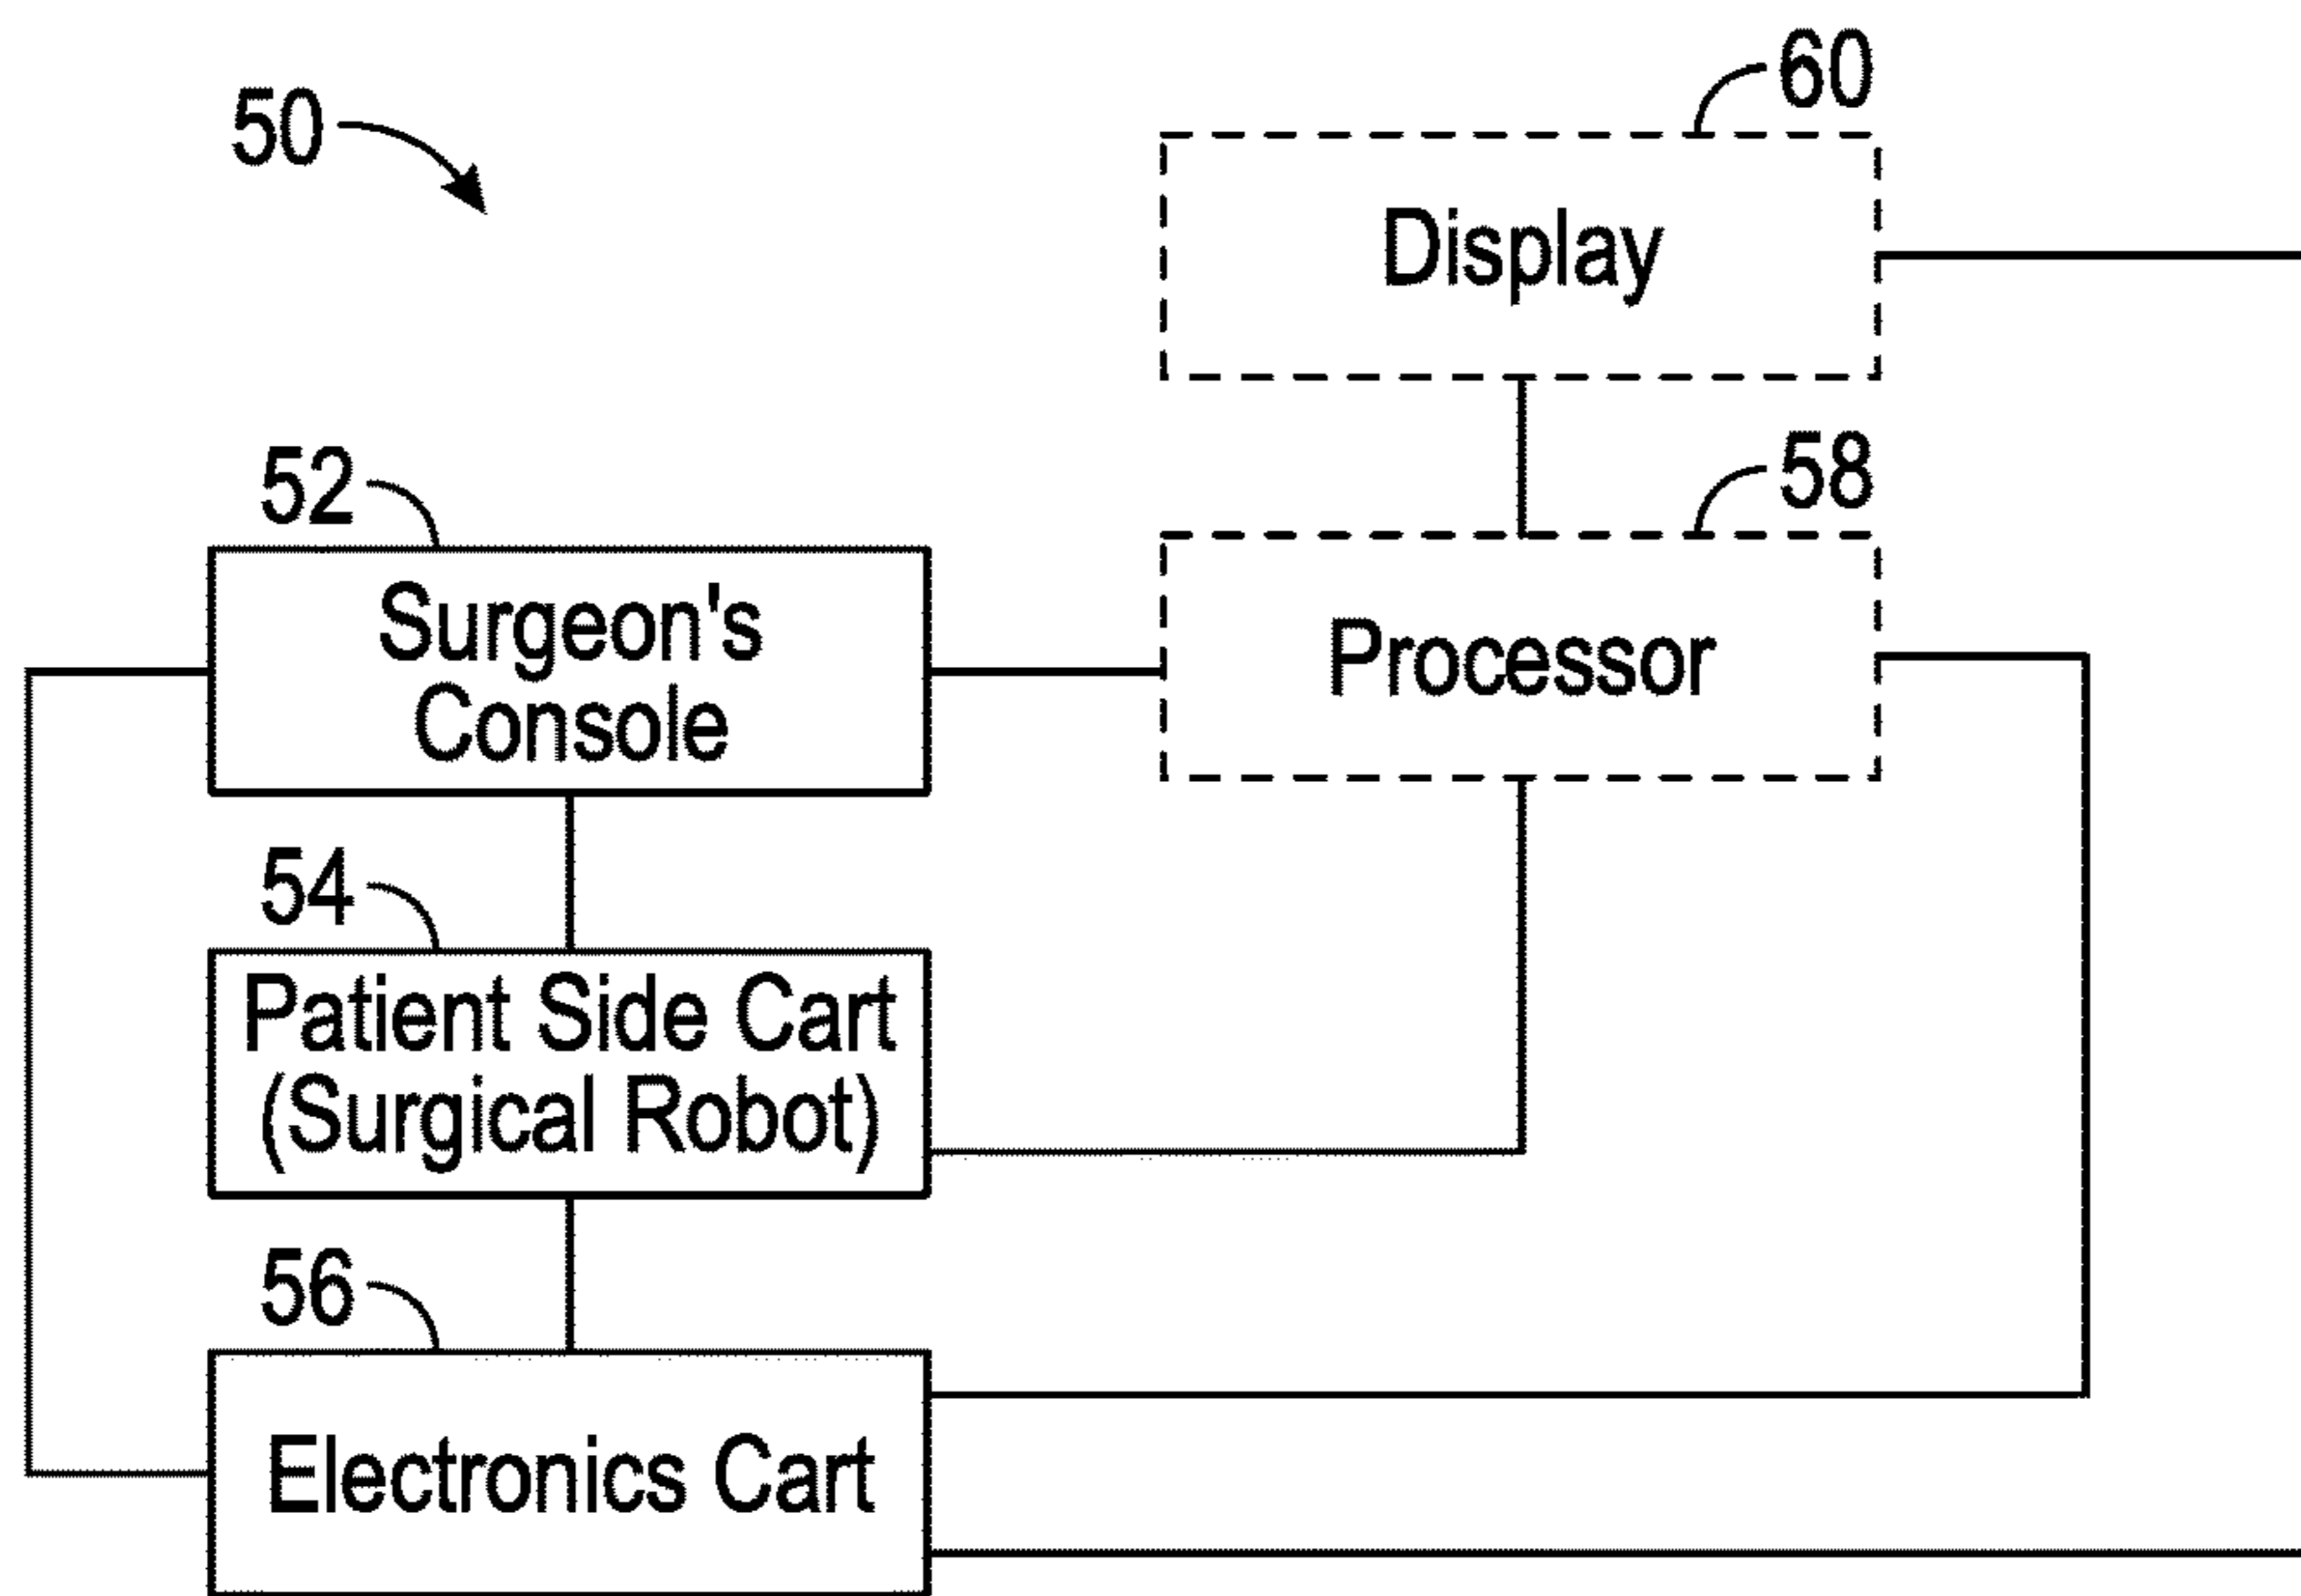 50
60
Display
58
Processor
52
Surgeon's
Console
54
Patient Side Cart
(Surgical Robot)
56
Electronics Cart